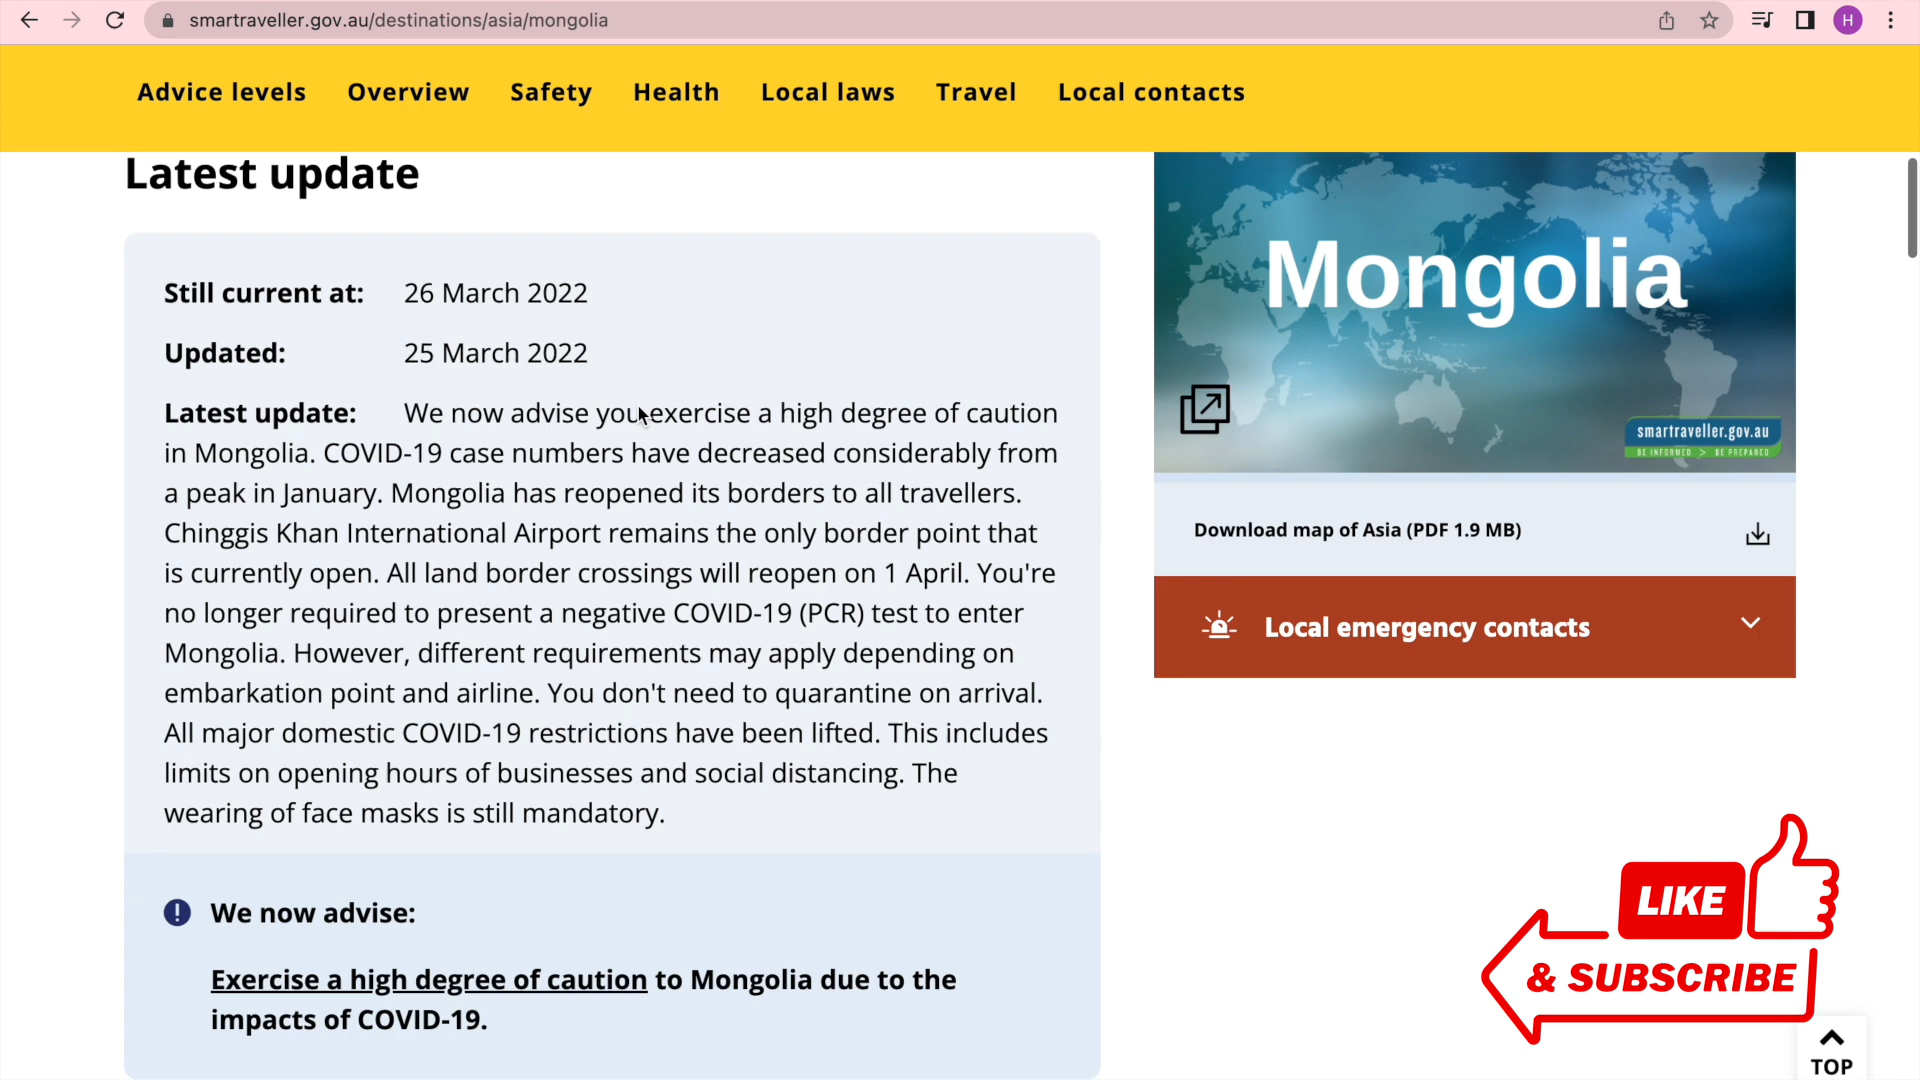 smartraveller.gov.au/destinations/asia/mongolia
H
Advice levels Overview Safety Health Local laws Travel Local contacts
Latest update
Still current at: 26 March 2022
Updated: 25 March 2022
Latest update: We now advise you exercise a high degree of caution
in Mongolia. COVID-19 case numbers have decreased considerably from
a peak in January. Mongolia has reopened its borders to all travellers.
Chinggis Khan International Airport remains the only border point that
is currently open. All land border crossings will reopen on 1 April. You're
no longer required to present a negative COVID-19 (PCR) test to enter
Mongolia. However, different requirements may apply depending on
embarkation point and airline. You don't need to quarantine on arrival.
All major domestic COVID-19 restrictions have been lifted. This includes
limits on opening hours of businesses and social distancing. The
wearing of face masks is still mandatory.
We now advise:
Exercise a high degree of caution to Mongolia due to the
impacts of COVID-19.
Mongolia
smartraveller.gov.au
BE INFORMED > BE PREPARED
Download map of Asia (PDF 1.9 MB)
Local emergency contacts
LIKE
& SUBSCRIBE
TOP